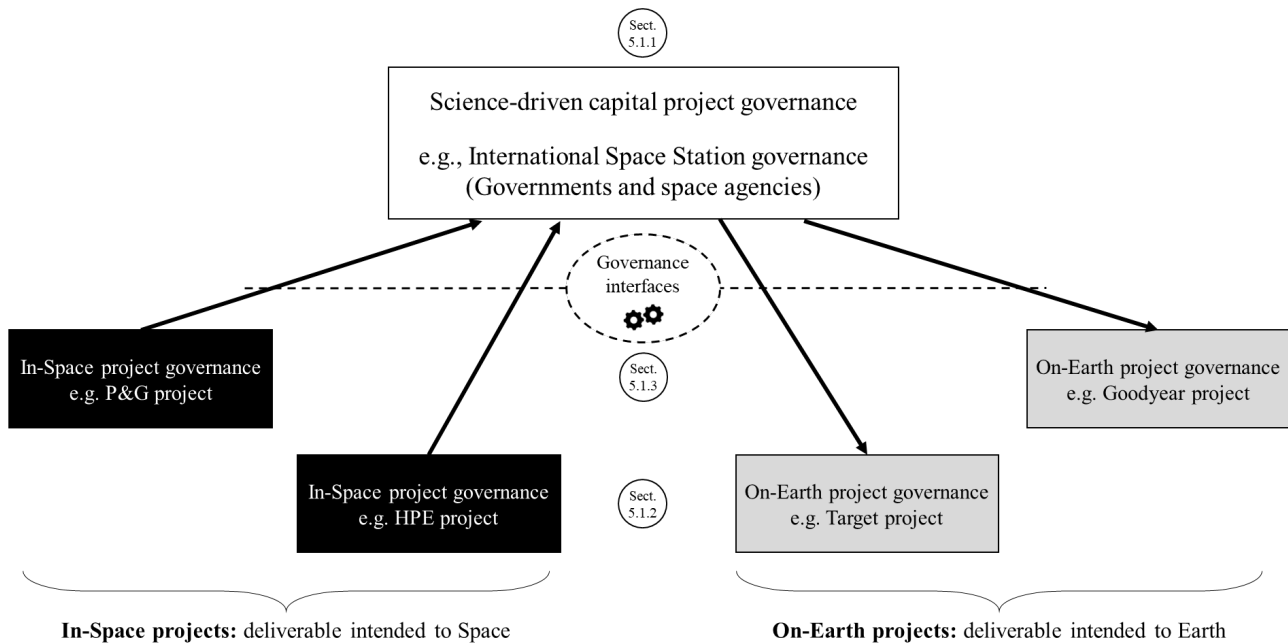 Sect.
5.1.1
Science-driven capital project governance
e.g., International Space Station governance
(Governments and space agencies)
Governance
interfaces
In-Space project governance
e.g. P&G project
Sect.
5.1.3
On-Earth project governance
e.g. Goodyear project
In-Space project governance
e.g. HPE project
Sect.
5.1.2
On-Earth project governance
e.g. Target project
In-Space projects: deliverable intended to Space
On-Earth projects: deliverable intended to Earth